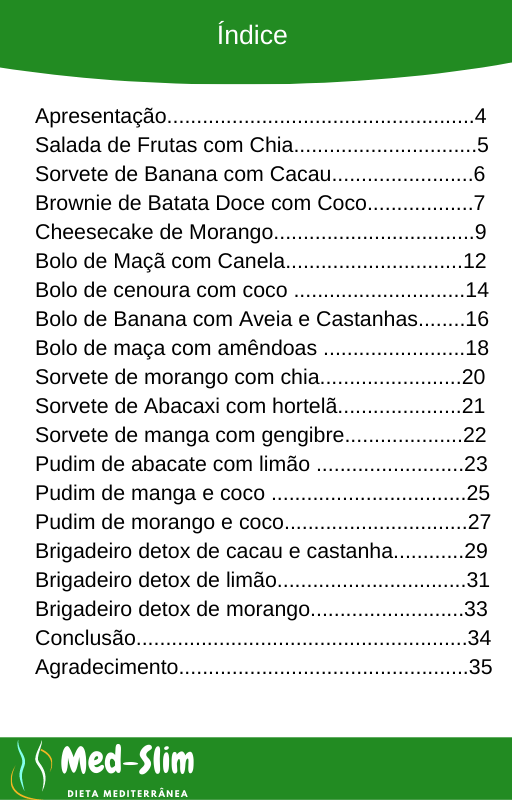 Índice
Apresentação....................................................4
Salada de Frutas com Chia...............................5
Sorvete de Banana com Cacau........................6
Brownie de Batata Doce com Coco..................7
Cheesecake de Morango..................................9
Bolo de Maçã com Canela..............................12
Bolo de cenoura com coco .............................14
Bolo de Banana com Aveia e Castanhas........16
Bolo de maça com amêndoas ........................18
Sorvete de morango com chia........................20
Sorvete de Abacaxi com hortelã.....................21
Sorvete de manga com gengibre....................22
Pudim de abacate com limão .........................23
Pudim de manga e coco .................................25
Pudim de morango e coco...............................27
Brigadeiro detox de cacau e castanha............29
Brigadeiro detox de limão................................31
Brigadeiro detox de morango..........................33
Conclusão........................................................34
Agradecimento.................................................35
Med-Slim
DIETA MEDITERRÂNEA